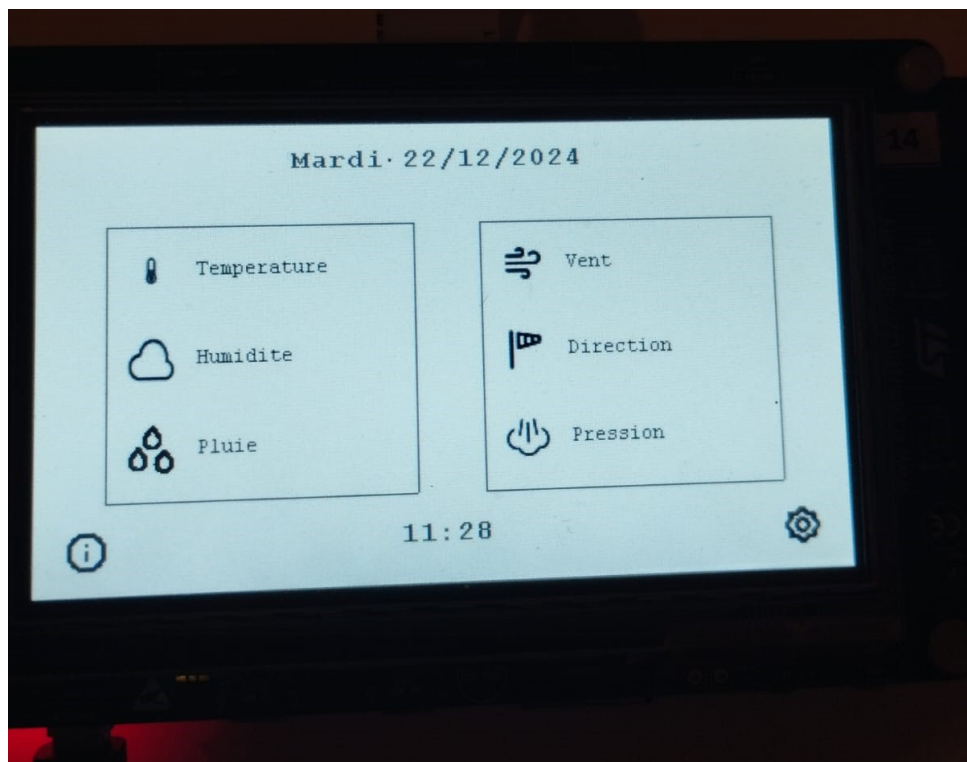 Mardi 22/12/2024
Temperature
Humidite
Pluie
Vent
Direction
Pression
11:28
14